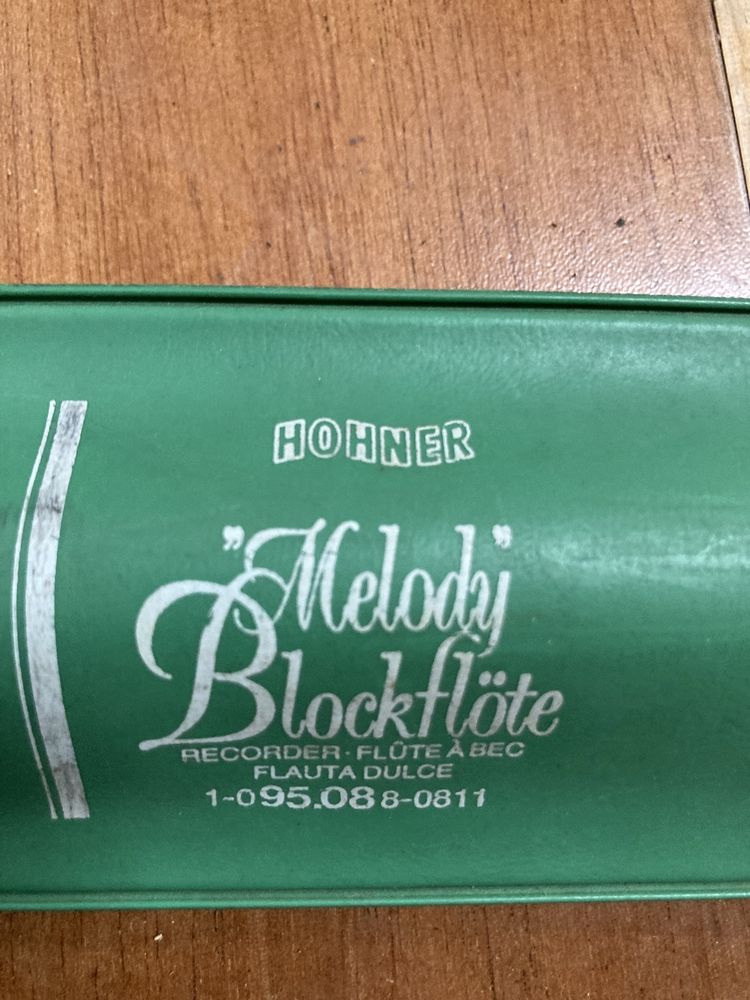 HOHNER
"Melody"
Blockflöte
RECORDER·FLÛTE À BEC
FLAUTA DULCE
1-095.088-0811